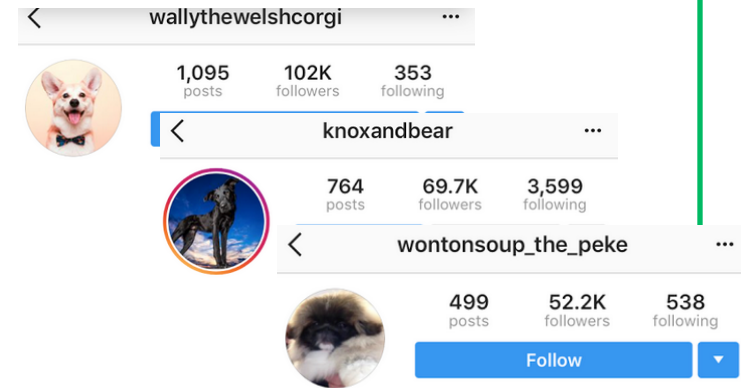 wallythewelshcorgi ...
1,095 102K 353
posts followers following
knoxandbear ...
764 69.7K 3,599
posts followers following
wontonsoup_the_peke ...
499 52.2K 538
posts followers following
Follow